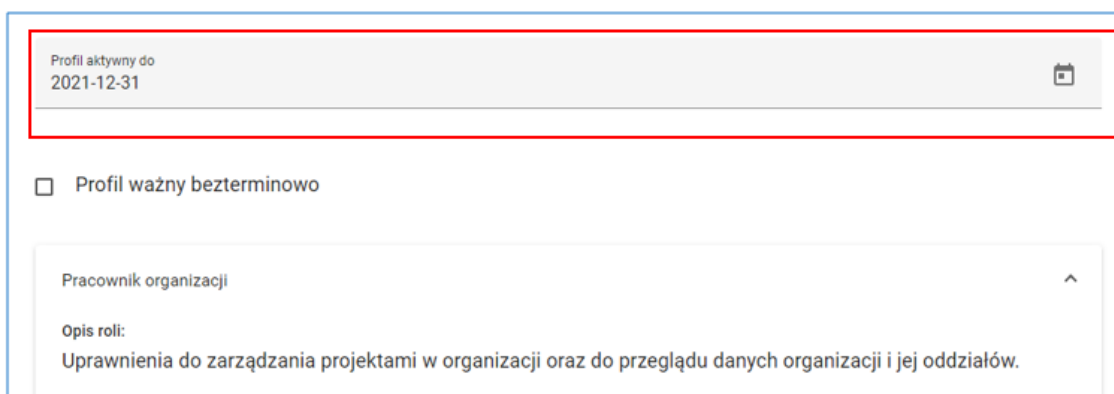 Profil aktywny do
2021-12-31
Profil ważny bezterminowo
Pracownik organizacji
Opis roli:
Uprawnienia do zarządzania projektami w organizacji oraz do przeglądu danych organizacji i jej oddziałów.